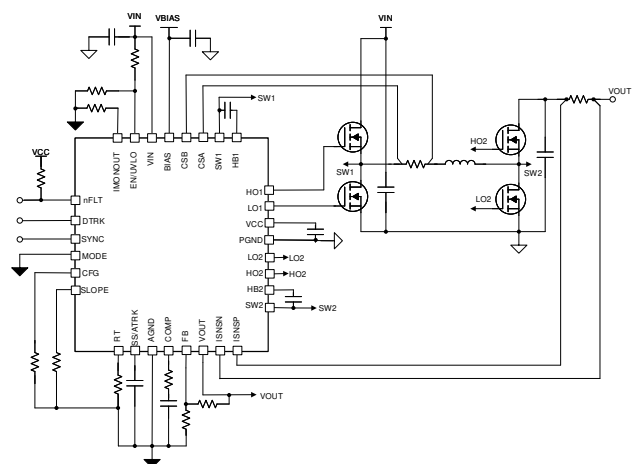 VIN
VBIAS
VIN
VOUT
SW1
HO2
SW1
SW2
LO2
VCC
IMONOUT
EN/UVLO
VIN
BIAS
CSB
CSA
SW1
HB1
nFLT
DTRK
SYNC
MODE
CFG
SLOPE
HO1
LO1
VCC
PGND
LO2
LO2
HO2
HO2
HB2
SW2
SW2
RT
SS/ATRK
AGND
COMP
FB
VOUT
ISNSN
ISNSP
VOUT